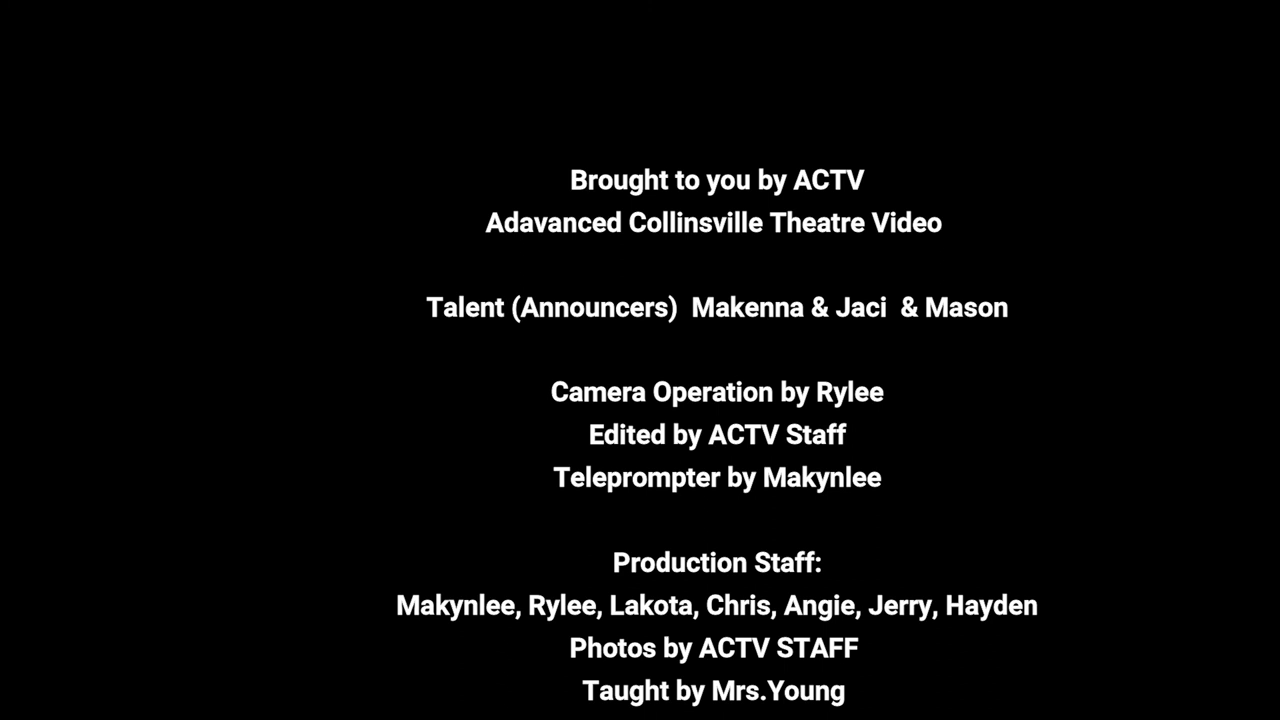 Brought to you by ACTV
Adavanced Collinsville Theatre Video
Talent (Announcers)  Makenna & Jaci  & Mason
Camera Operation by Rylee
Edited by ACTV Staff
Teleprompter by Makynlee
Production Staff:
Makynlee, Rylee, Lakota, Chris, Angie, Jerry, Hayden
Photos by ACTV STAFF
Taught by Mrs.Young